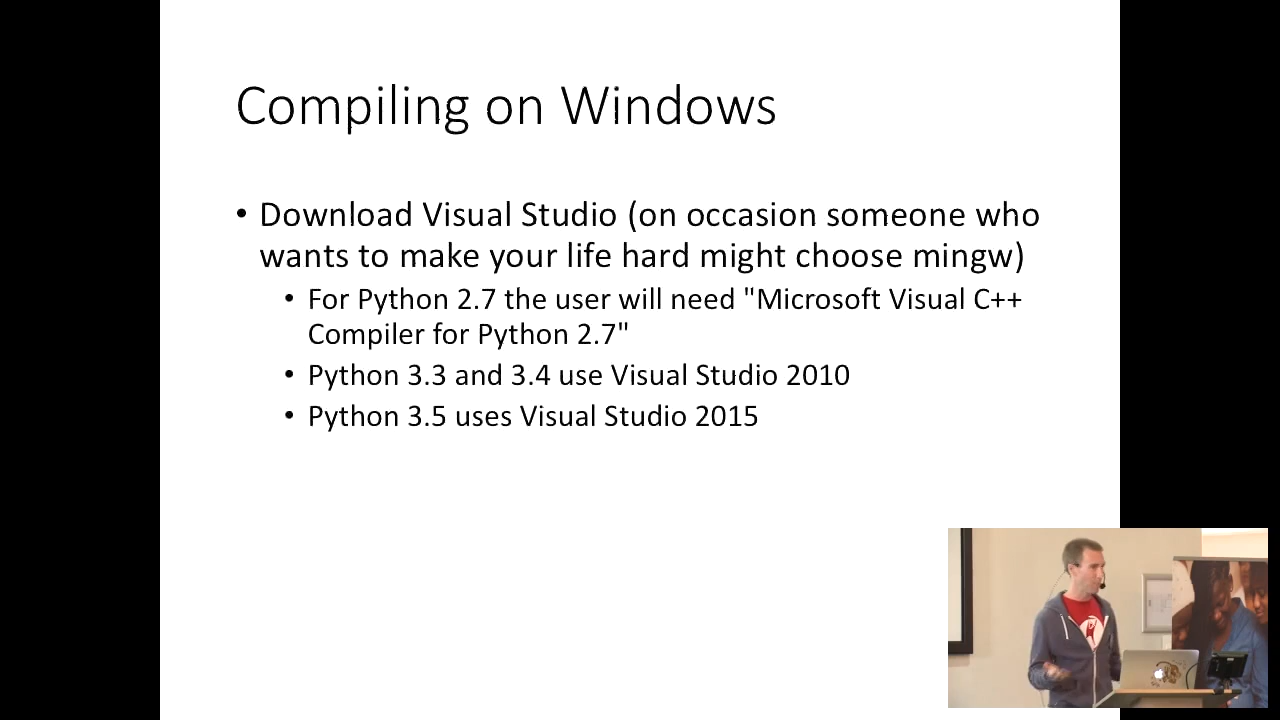 Compiling on Windows
• Download Visual Studio (on occasion someone who
wants to make your life hard might choose mingw)
• For Python 2.7 the user will need "Microsoft Visual C++
Compiler for Python 2.7"
• Python 3.3 and 3.4 use Visual Studio 2010
• Python 3.5 uses Visual Studio 2015